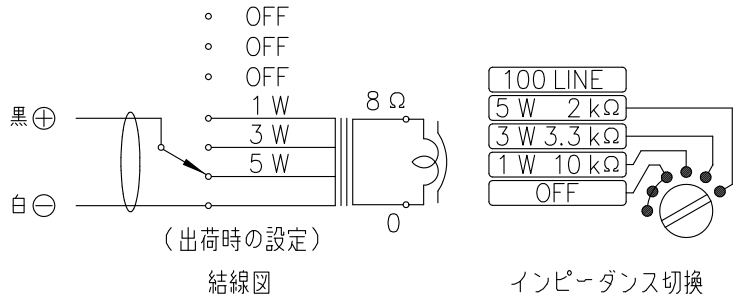 OFF
OFF
OFF
1 W
3 W
5 W
8 Ω
0
黒 +
白 −
(出荷時の設定)
結線図
100 LINE
5 W 2 kΩ
3 W 3.3 kΩ
1 W 10 kΩ
OFF
インピーダンス切換